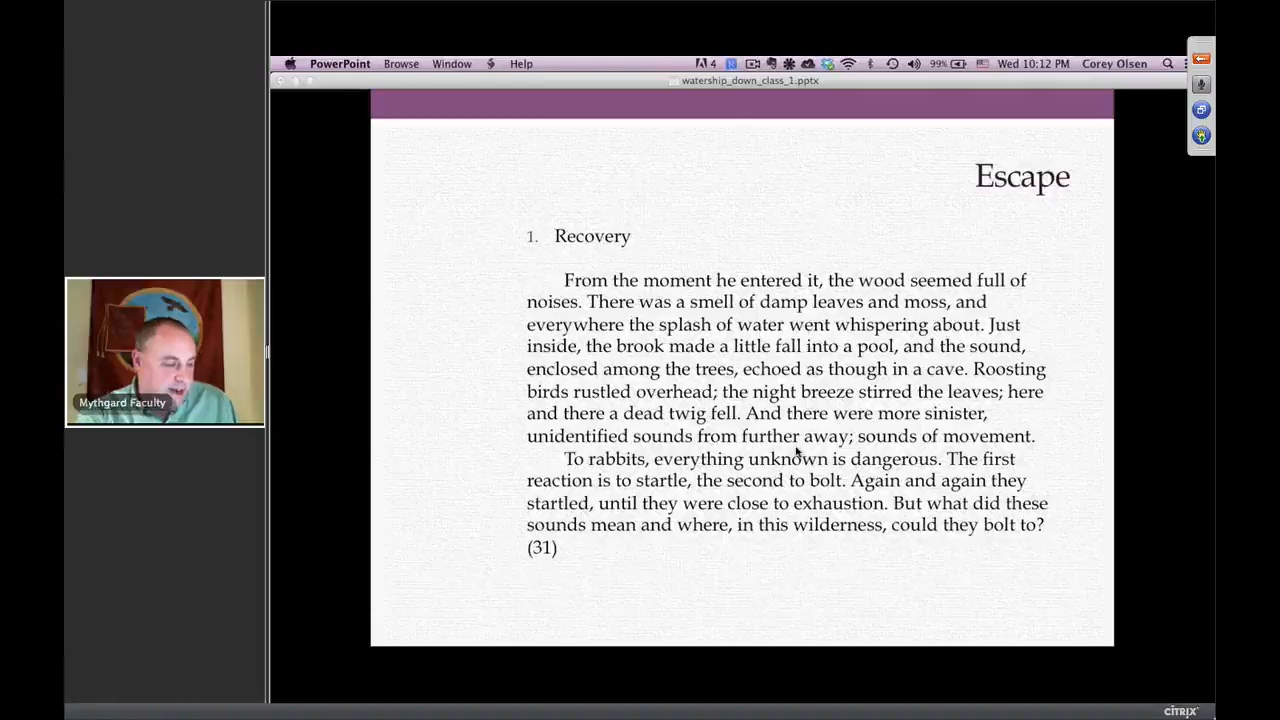 PowerPoint Browse Window Help 4 99% Wed 10:12 PM Corey Olsen
watership_down_class_1.pptx
Escape
1. Recovery
From the moment he entered it, the wood seemed full of
noises. There was a smell of damp leaves and moss, and
everywhere the splash of water went whispering about. Just
inside, the brook made a little fall into a pool, and the sound,
enclosed among the trees, echoed as though in a cave. Roosting
birds rustled overhead; the night breeze stirred the leaves; here
and there a dead twig fell. And there were more sinister,
unidentified sounds from further away; sounds of movement.
To rabbits, everything unknown is dangerous. The first
reaction is to startle, the second to bolt. Again and again they
startled, until they were close to exhaustion. But what did these
sounds mean and where, in this wilderness, could they bolt to?
(31)
Mythgard Faculty
CITRIX